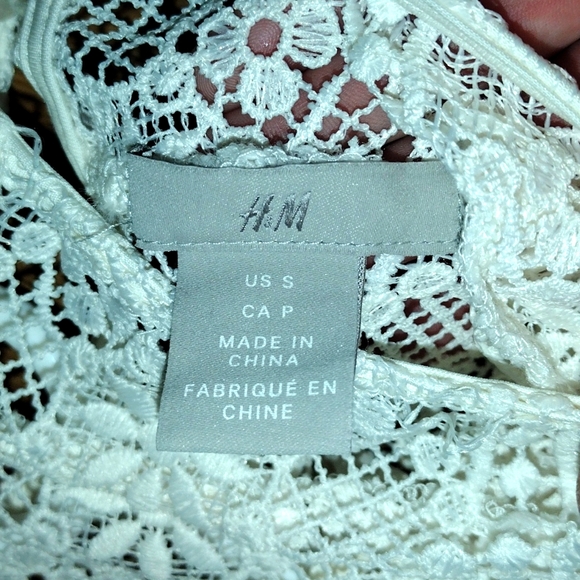 H&M
US S
CA P
MADE IN
CHINA
FABRIQUÉ EN
CHINE